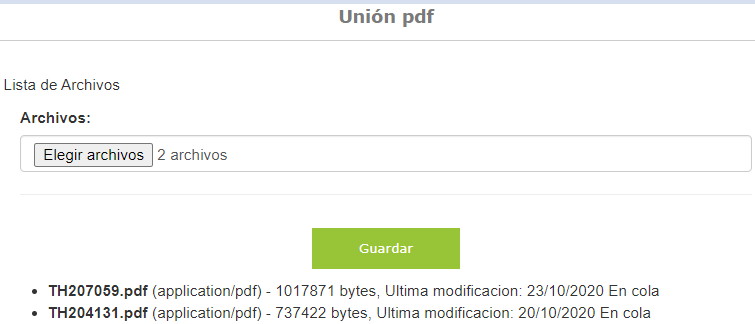 Unión pdf
Lista de Archivos
Archivos:
Elegir archivos 2 archivos
Guardar
• TH207059.pdf (application/pdf) - 1017871 bytes, Ultima modificacion: 23/10/2020 En cola
• TH204131.pdf (application/pdf) - 737422 bytes, Ultima modificacion: 20/10/2020 En cola